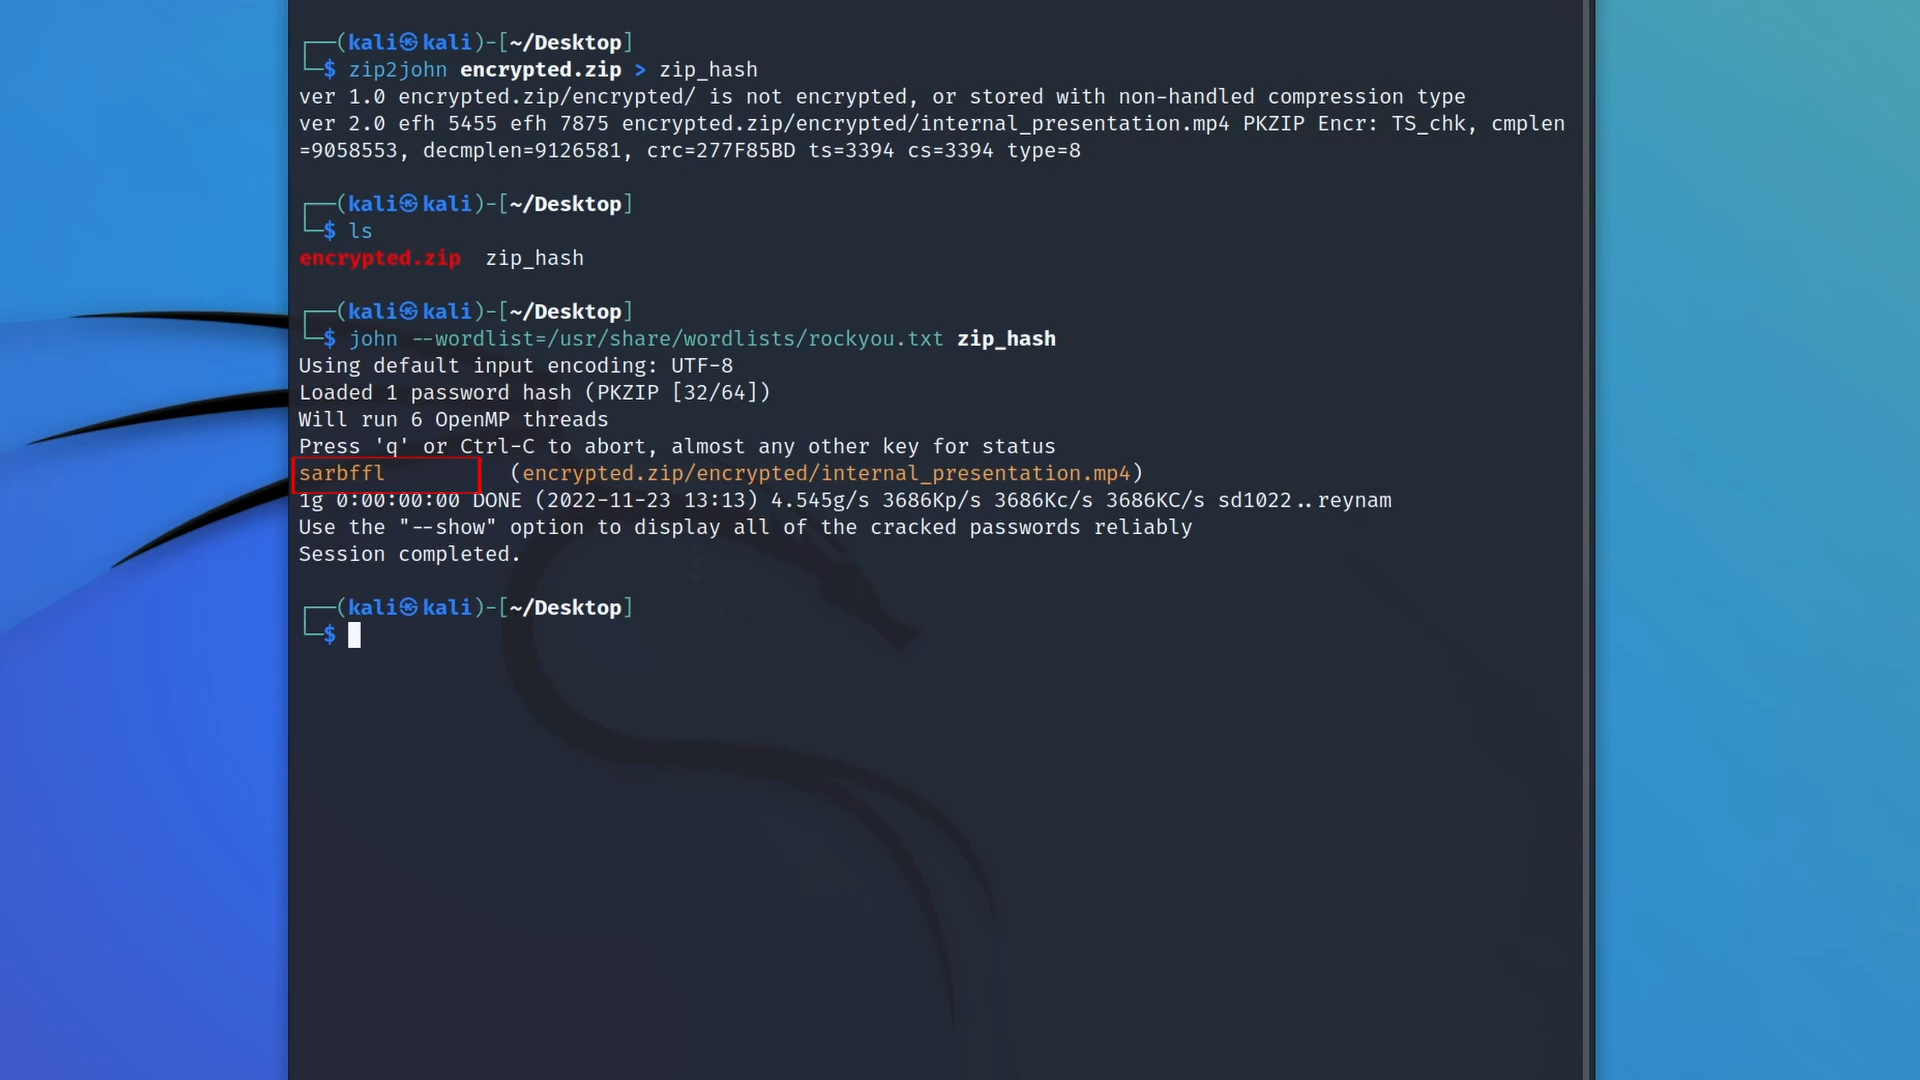 ┌──(kali㉿kali)-[~/Desktop]
└─$ zip2john encrypted.zip > zip_hash
ver 1.0 encrypted.zip/encrypted/ is not encrypted, or stored with non-handled compression type
ver 2.0 efh 5455 efh 7875 encrypted.zip/encrypted/internal_presentation.mp4 PKZIP Encr: TS_chk, cmplen
=9058553, decmplen=9126581, crc=277F85BD ts=3394 cs=3394 type=8
┌──(kali㉿kali)-[~/Desktop]
└─$ ls
encrypted.zip  zip_hash
┌──(kali㉿kali)-[~/Desktop]
└─$ john --wordlist=/usr/share/wordlists/rockyou.txt zip_hash
Using default input encoding: UTF-8
Loaded 1 password hash (PKZIP [32/64])
Will run 6 OpenMP threads
Press 'q' or Ctrl-C to abort, almost any other key for status
sarbffl          (encrypted.zip/encrypted/internal_presentation.mp4)
1g 0:00:00:00 DONE (2022-11-23 13:13) 4.545g/s 3686Kp/s 3686Kc/s 3686KC/s sd1022..reynam
Use the "--show" option to display all of the cracked passwords reliably
Session completed.
┌──(kali㉿kali)-[~/Desktop]
└─$